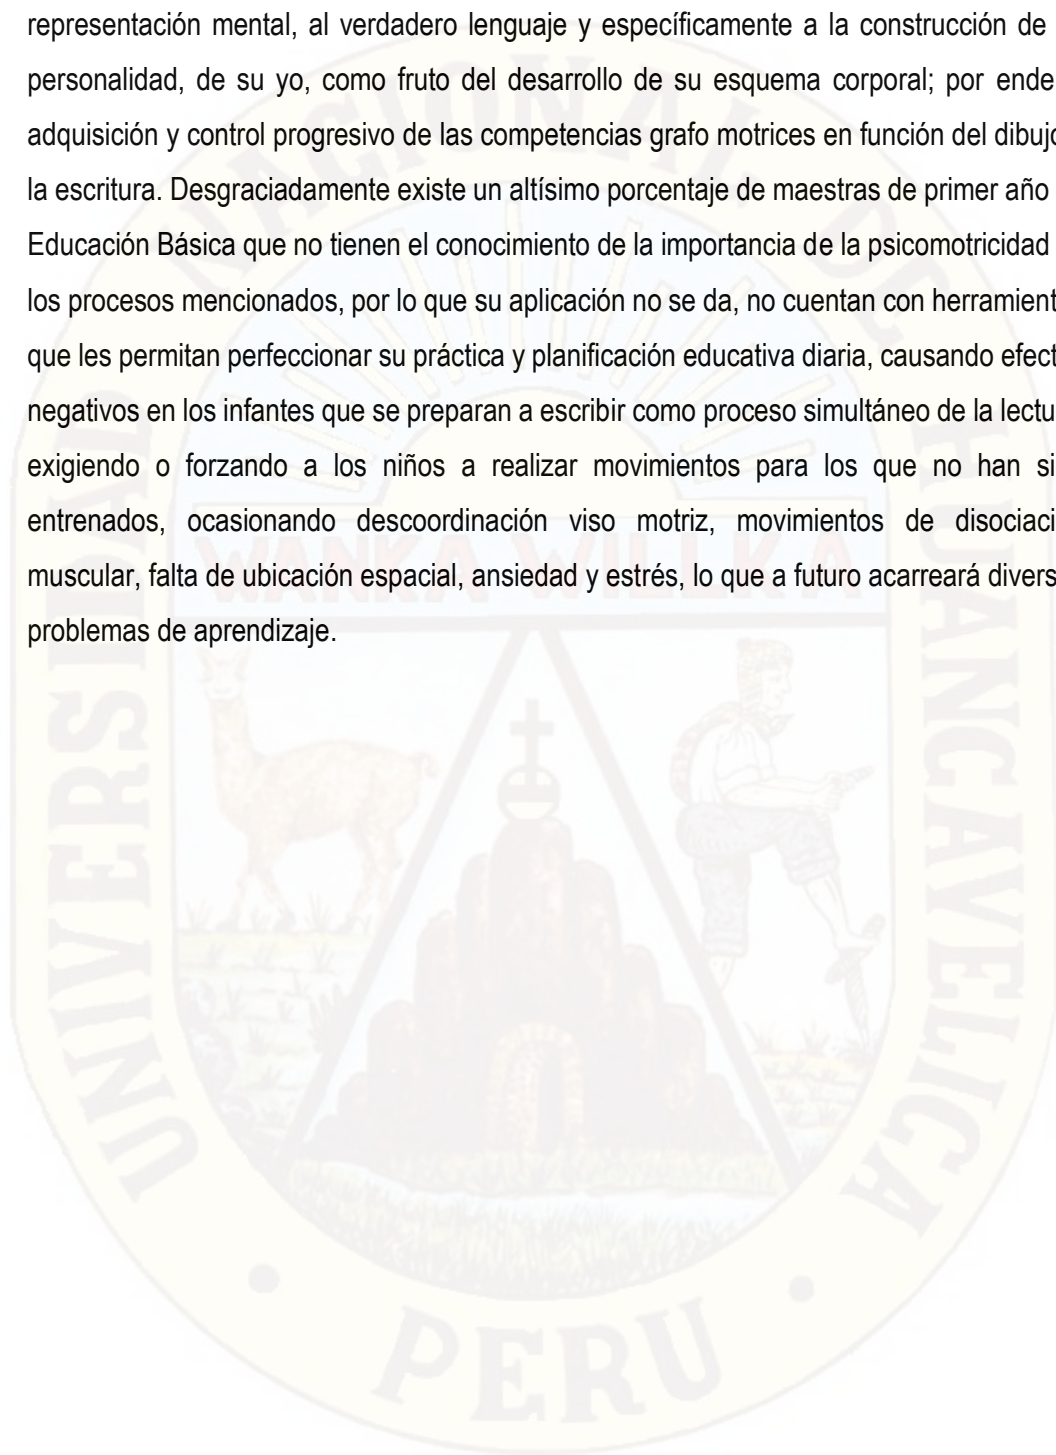 representación mental, al verdadero lenguaje y específicamente a la construcción de
personalidad, de su yo, como fruto del desarrollo de su esquema corporal; por ende
adquisición y control progresivo de las competencias grafo motrices en función del dibujo
la escritura. Desgraciadamente existe un altísimo porcentaje de maestras de primer año
Educación Básica que no tienen el conocimiento de la importancia de la psicomotricidad
los procesos mencionados, por lo que su aplicación no se da, no cuentan con herramient
que les permitan perfeccionar su práctica y planificación educativa diaria, causando efect
negativos en los infantes que se preparan a escribir como proceso simultáneo de la lectu
exigiendo o forzando a los niños a realizar movimientos para los que no han si
entrenados, ocasionando descoordinación viso motriz, movimientos de disociaci
muscular, falta de ubicación espacial, ansiedad y estrés, lo que a futuro acarreará divers
problemas de aprendizaje.
UNIVERSIDAD NACIONAL DE HUANCAVELICA
WANKA WILLKA
PERU